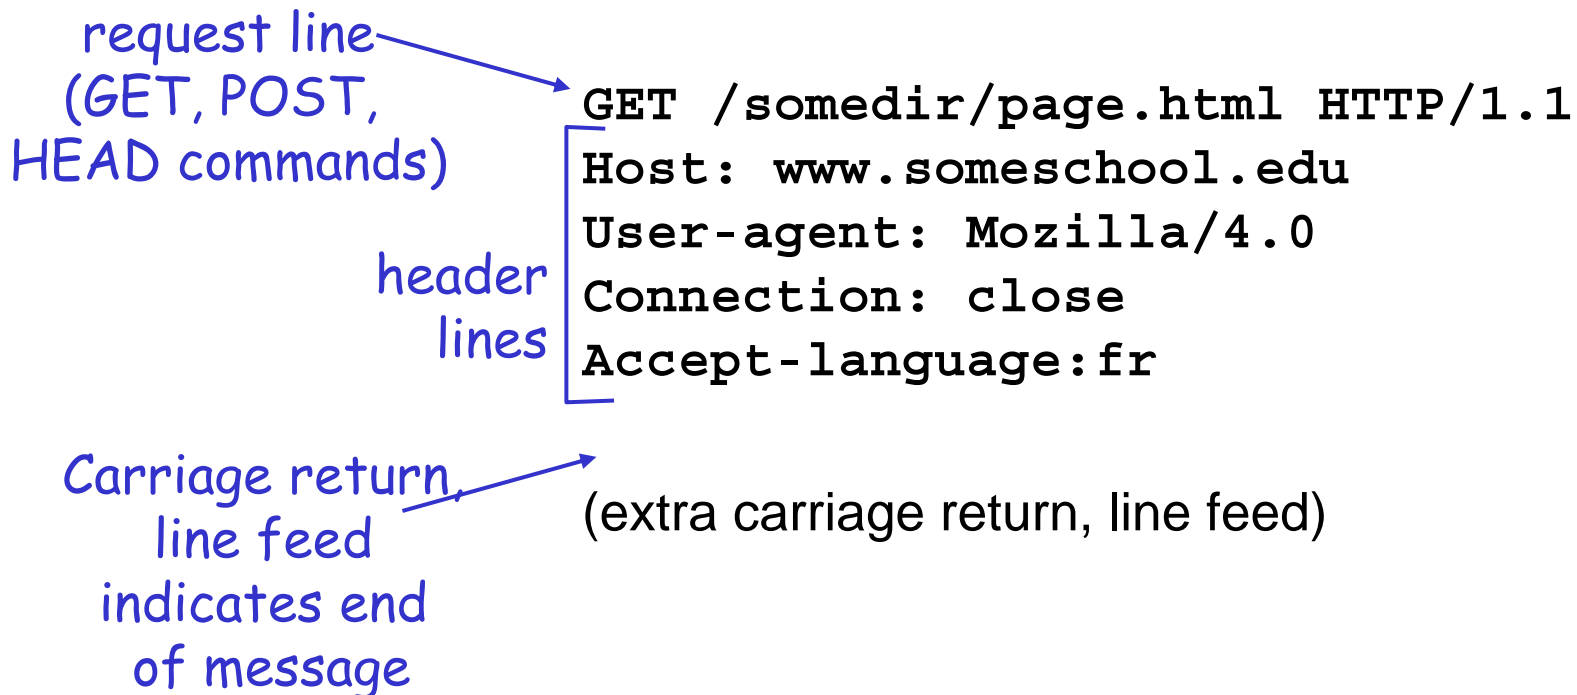 request line
(GET, POST,
HEAD commands)
GET /somedir/page.html HTTP/1.1
Host: www.someschool.edu
User-agent: Mozilla/4.0
Connection: close
Accept-language:fr
header
lines
Carriage return,
line feed
indicates end
of message
(extra carriage return, line feed)